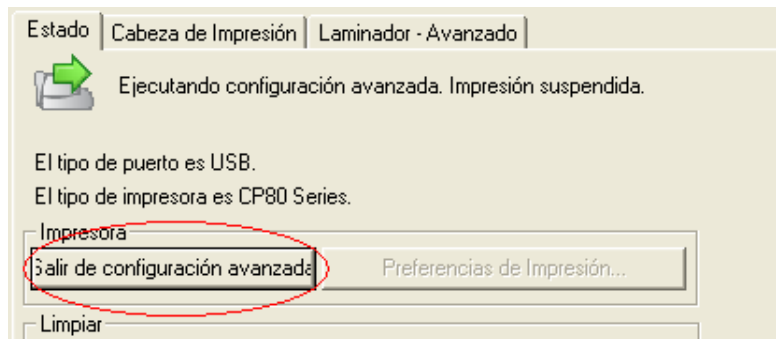 Estado Cabeza de Impresión Laminador - Avanzado
Ejecutando configuración avanzada. Impresión suspendida.
El tipo de puerto es USB.
El tipo de impresora es CP80 Series.
Impresora
Salir de configuración avanzada Preferencias de Impresión...
Limpiar